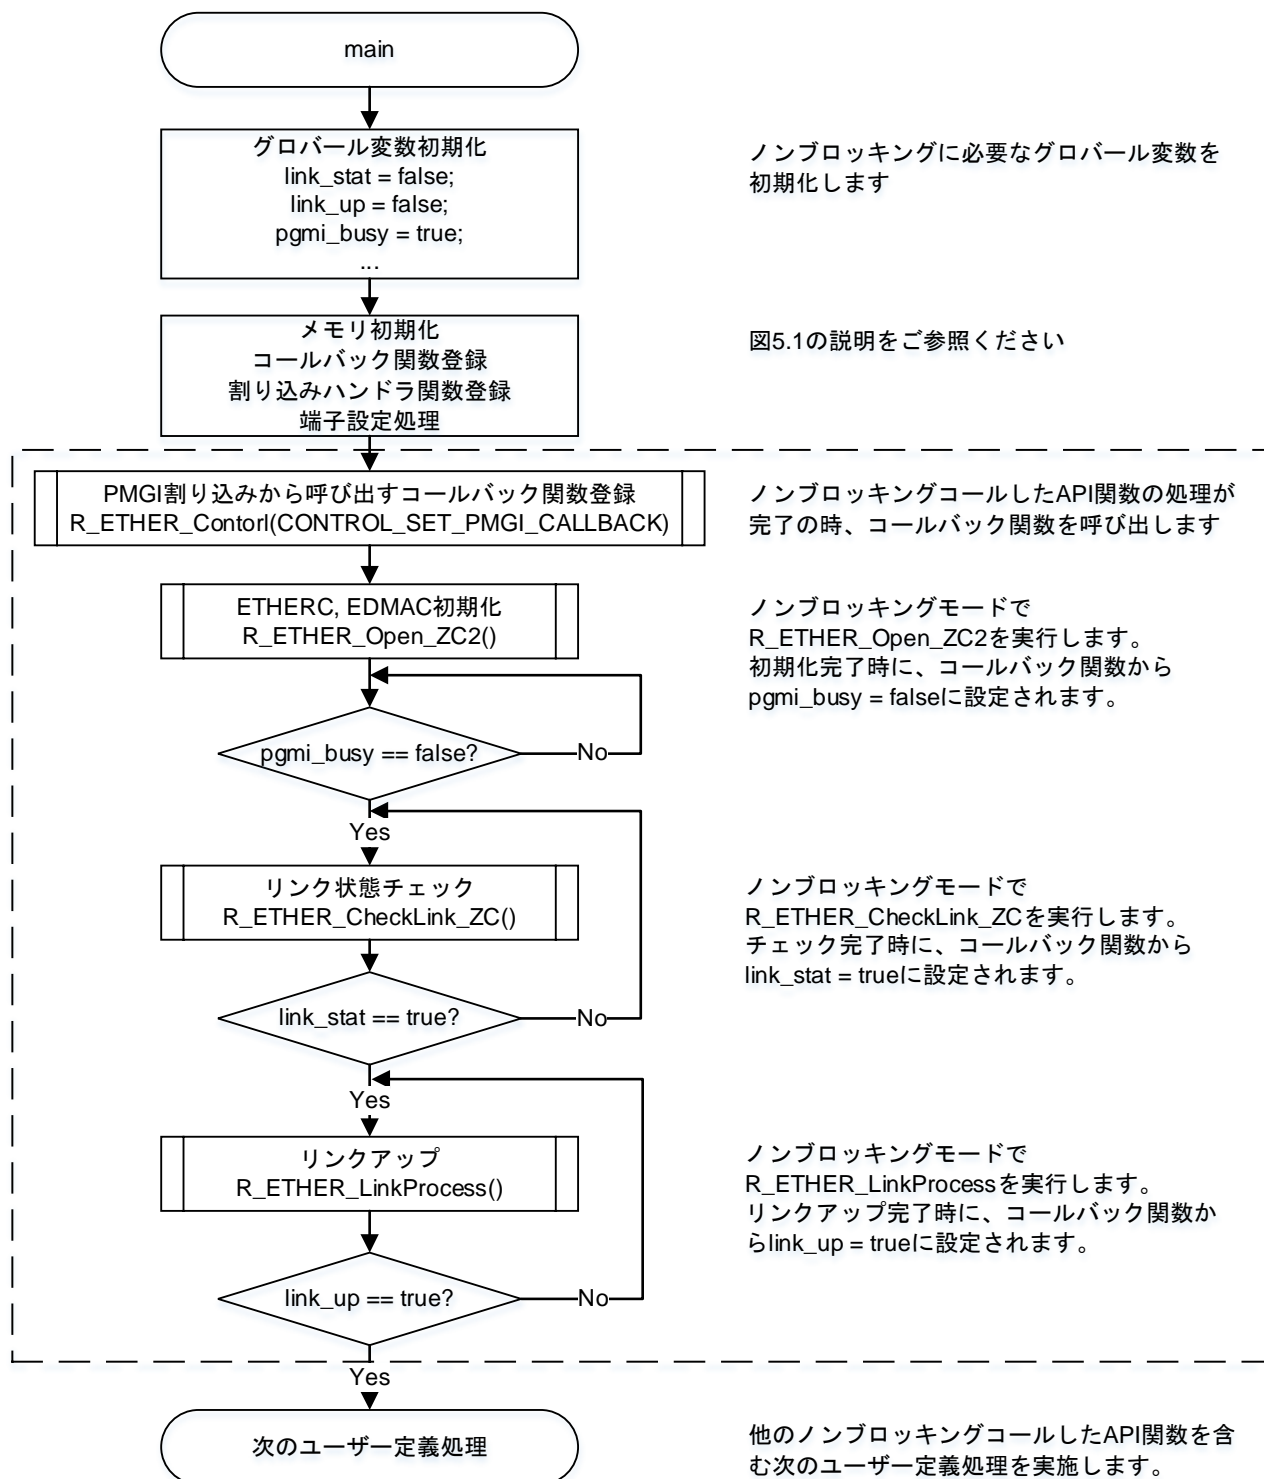 main
グロバール変数初期化
link_stat = false;
link_up = false;
pgmi_busy = true;
...
ノンブロッキングに必要なグロバール変数を
初期化します
メモリ初期化
コールバック関数登録
割り込みハンドラ関数登録
端子設定処理
図5.1の説明をご参照ください
PMGI割り込みから呼び出すコールバック関数登録
R_ETHER_Contorl(CONTROL_SET_PMGI_CALLBACK)
ノンブロッキングコールしたAPI関数の処理が
完了の時、コールバック関数を呼び出します
ETHERC, EDMAC初期化
R_ETHER_Open_ZC2()
ノンブロッキングモードで
R_ETHER_Open_ZC2を実行します。
初期化完了時に、コールバック関数から
pgmi_busy = falseに設定されます。
pgmi_busy == false?
No
Yes
リンク状態チェック
R_ETHER_CheckLink_ZC()
ノンブロッキングモードで
R_ETHER_CheckLink_ZCを実行します。
チェック完了時に、コールバック関数から
link_stat = trueに設定されます。
link_stat == true?
No
Yes
リンクアップ
R_ETHER_LinkProcess()
ノンブロッキングモードで
R_ETHER_LinkProcessを実行します。
リンクアップ完了時に、コールバック関数か
らlink_up = trueに設定されます。
link_up == true?
No
Yes
次のユーザー定義処理
他のノンブロッキングコールしたAPI関数を含
む次のユーザー定義処理を実施します。